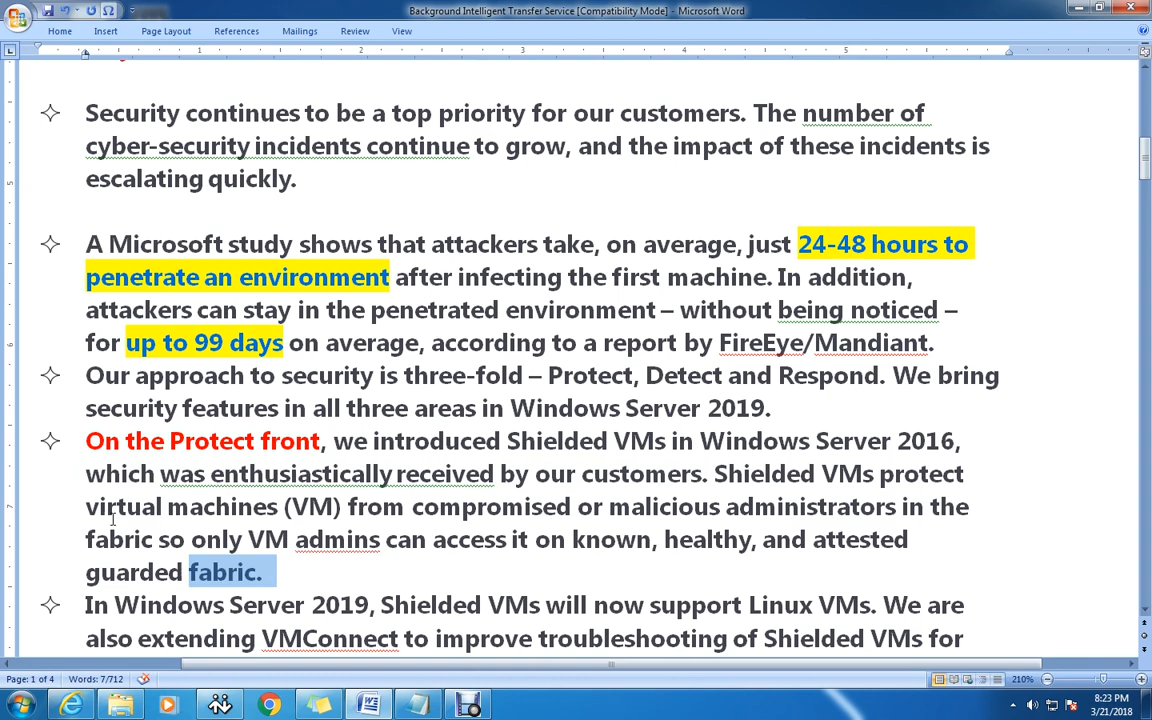 Background Intelligent Transfer Service [Compatibility Mode] - Microsoft Word
Home Insert Page Layout References Mailings Review View
1 2 3 4 5
Security continues to be a top priority for our customers. The number of
cyber-security incidents continue to grow, and the impact of these incidents is
escalating quickly.
A Microsoft study shows that attackers take, on average, just 24-48 hours to
penetrate an environment after infecting the first machine. In addition,
attackers can stay in the penetrated environment – without being noticed –
for up to 99 days on average, according to a report by FireEye/Mandiant.
Our approach to security is three-fold – Protect, Detect and Respond. We bring
security features in all three areas in Windows Server 2019.
On the Protect front, we introduced Shielded VMs in Windows Server 2016,
which was enthusiastically received by our customers. Shielded VMs protect
virtual machines (VM) from compromised or malicious administrators in the
fabric so only VM admins can access it on known, healthy, and attested
guarded fabric.
In Windows Server 2019, Shielded VMs will now support Linux VMs. We are
also extending VMConnect to improve troubleshooting of Shielded VMs for
Page: 1 of 4 Words: 7/712 210%
8:23 PM
3/21/2018